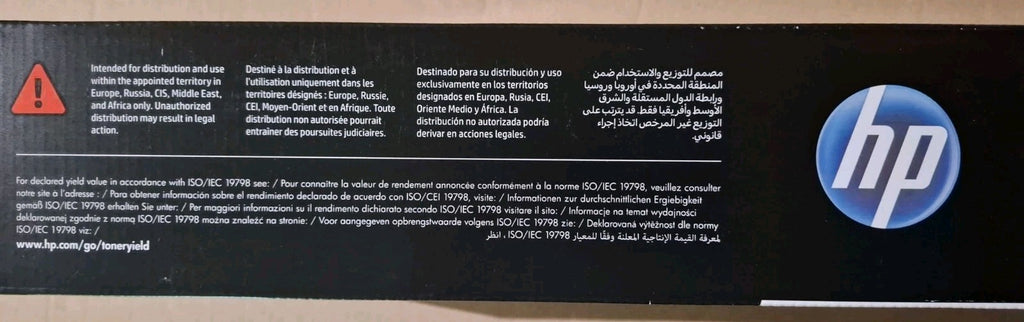 Intended for distribution and use
within the appointed territory in
Europe, Russia, CIS, Middle East,
and Africa only. Unauthorized
distribution may result in legal
action.
Destiné à la distribution et à
l'utilisation uniquement dans les
territoires désignés : Europe, Russie,
CEI, Moyen-Orient et en Afrique. Toute
distribution non autorisée pourrait
entraîner des poursuites judiciaires.
Destinado para su distribución y uso
exclusivamente en los territorios
designados en Europa, Rusia, CEI,
Oriente Medio y África. La
distribución no autorizada podría
derivar en acciones legales.
مصمم للتوزيع والاستخدام ضمن
المنطقة المحددة في أوروبا وروسيا
ورابطة الدول المستقلة والشرق
الأوسط وأفريقيا فقط. قد يترتب على
التوزيع غير المرخص اتخاذ إجراء
قانوني.
For declared yield value in accordance with ISO/IEC 19798 see: / Pour connaître la valeur de rendement annoncée conformément à la norme ISO/IEC 19798, veuillez consulter
notre site à l'adresse : / Para obtener información sobre el rendimiento declarado de acuerdo con ISO/CEI 19798, visite: / Informationen zur durchschnittlichen Ergiebigkeit
gemäß ISO/IEC 19798 erhalten Sie unter: / Per maggiori informazioni su il rendimento dichiarato secondo ISO/IEC 19798 visitare il sito: / Informacje na temat wydajności
deklarowanej zgodnie z normą ISO/IEC 19798 można znaleźć na stronie: / Voor aangegeven opbrengstwaarde volgens ISO/IEC 19798 zie: / Deklarovaná výtěžnost dle normy
ISO/IEC 19798 viz: /
لمعرفة القيمة الإنتاجية المعلنة وفقًا للمعيار ISO/IEC 19798 ، انظر
www.hp.com/go/toneryield
hp